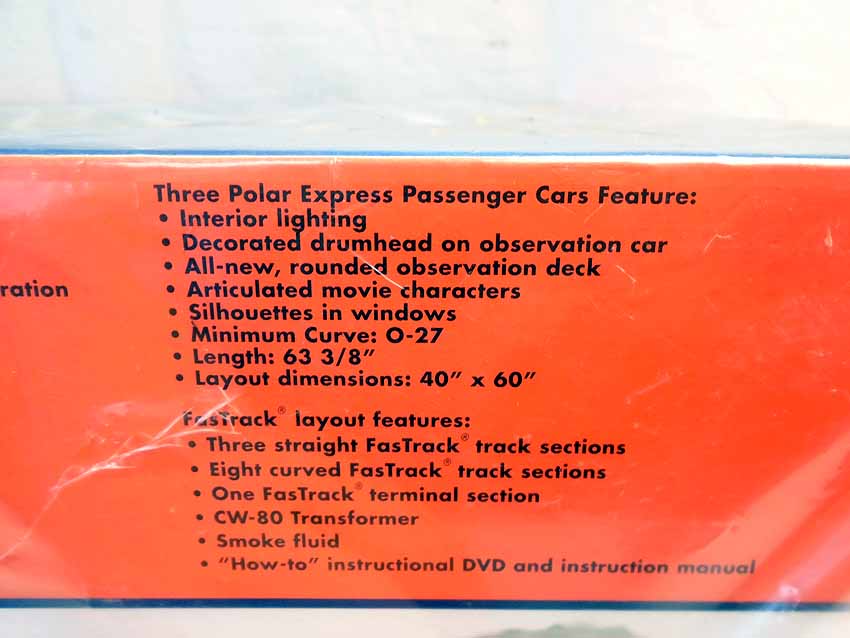 Three Polar Express Passenger Cars Feature:
• Interior lighting
• Decorated drumhead on observation car
• All-new, rounded observation deck
ration
• Articulated movie characters
• Silhouettes in windows
• Minimum Curve: O-27
• Length: 63 3/8”
• Layout dimensions: 40” x 60”
FasTrack® layout features:
• Three straight FasTrack® track sections
• Eight curved FasTrack® track sections
• One FasTrack® terminal section
• CW-80 Transformer
• Smoke fluid
• “How-to” instructional DVD and instruction manual